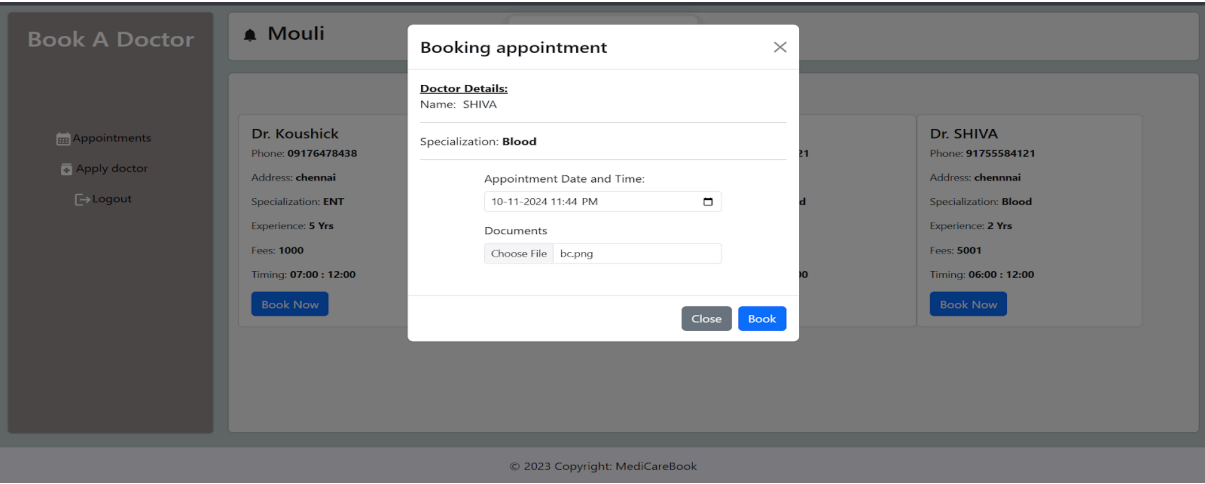 Book A Doctor
Appointments
Apply doctor
Logout
Mouli
Booking appointment
Doctor Details:
Name: SHIVA
Specialization: Blood
Appointment Date and Time:
10-11-2024 11:44 PM
Documents
Choose File bc.png
Close Book
Dr. Koushick
Phone: 09176478438
Address: chennai
Specialization: ENT
Experience: 5 Yrs
Fees: 1000
Timing: 07:00 : 12:00
Book Now
21
d
00
Dr. SHIVA
Phone: 91755584121
Address: chennnai
Specialization: Blood
Experience: 2 Yrs
Fees: 5001
Timing: 06:00 : 12:00
Book Now
© 2023 Copyright: MediCareBook